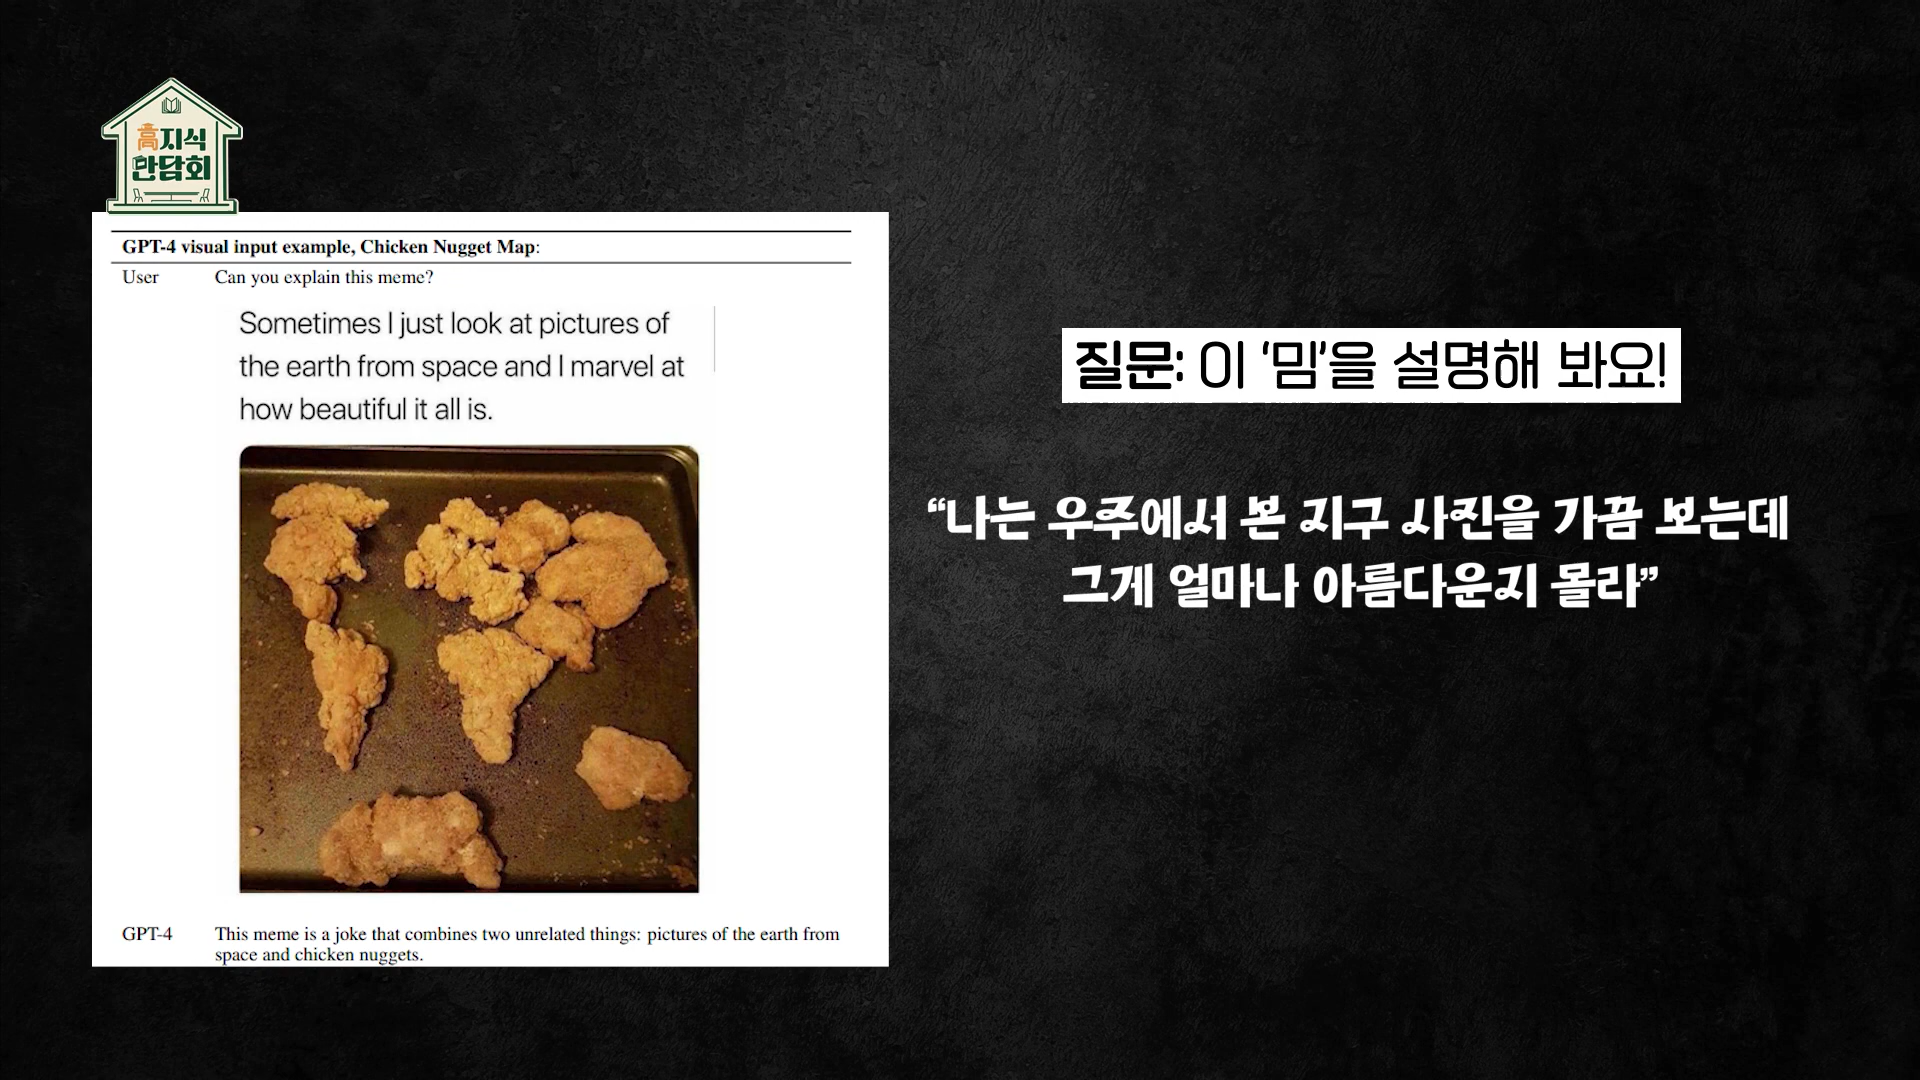 高지식
만담회
GPT-4 visual input example, Chicken Nugget Map:
User Can you explain this meme?
Sometimes I just look at pictures of
the earth from space and I marvel at
how beautiful it all is.
GPT-4 This meme is a joke that combines two unrelated things: pictures of the earth from
space and chicken nuggets.
질문: 이 ‘밈’을 설명해 봐요!
“나는 우주에서 본 지구 사진을 가끔 보는데
그게 얼마나 아름다운지 몰라”